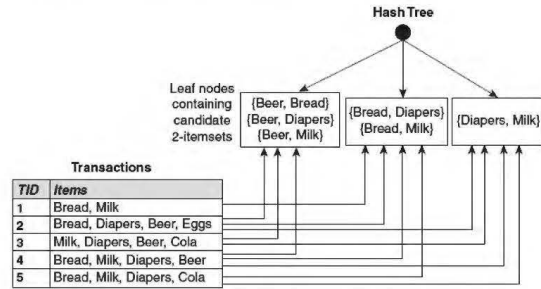 Hash Tree
Leaf nodes
containing
candidate
2-itemsets
{Beer, Bread}
{Beer, Diapers}
{Beer, Milk}
{Bread, Diapers}
{Bread, Milk}
{Diapers, Milk}
Transactions
TID Items
1 Bread, Milk
2 Bread, Diapers, Beer, Eggs
3 Milk, Diapers, Beer, Cola
4 Bread, Milk, Diapers, Beer
5 Bread, Milk, Diapers, Cola